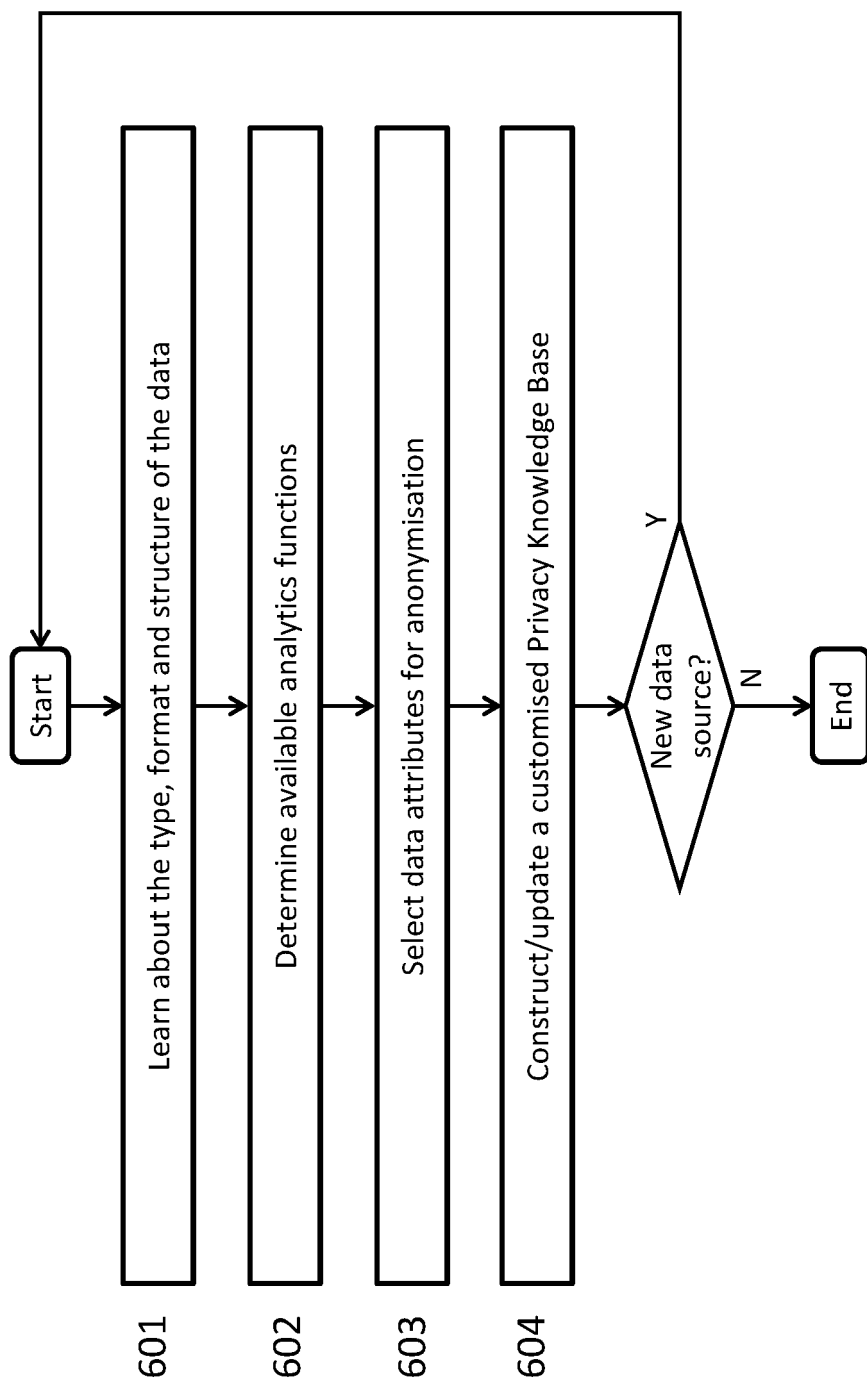 Start
601
Learn about the type, format and structure of the data
602
Determine available analytics functions
603
Select data attributes for anonymisation
604
Construct/update a customised Privacy Knowledge Base
New data
source?
Y
N
End